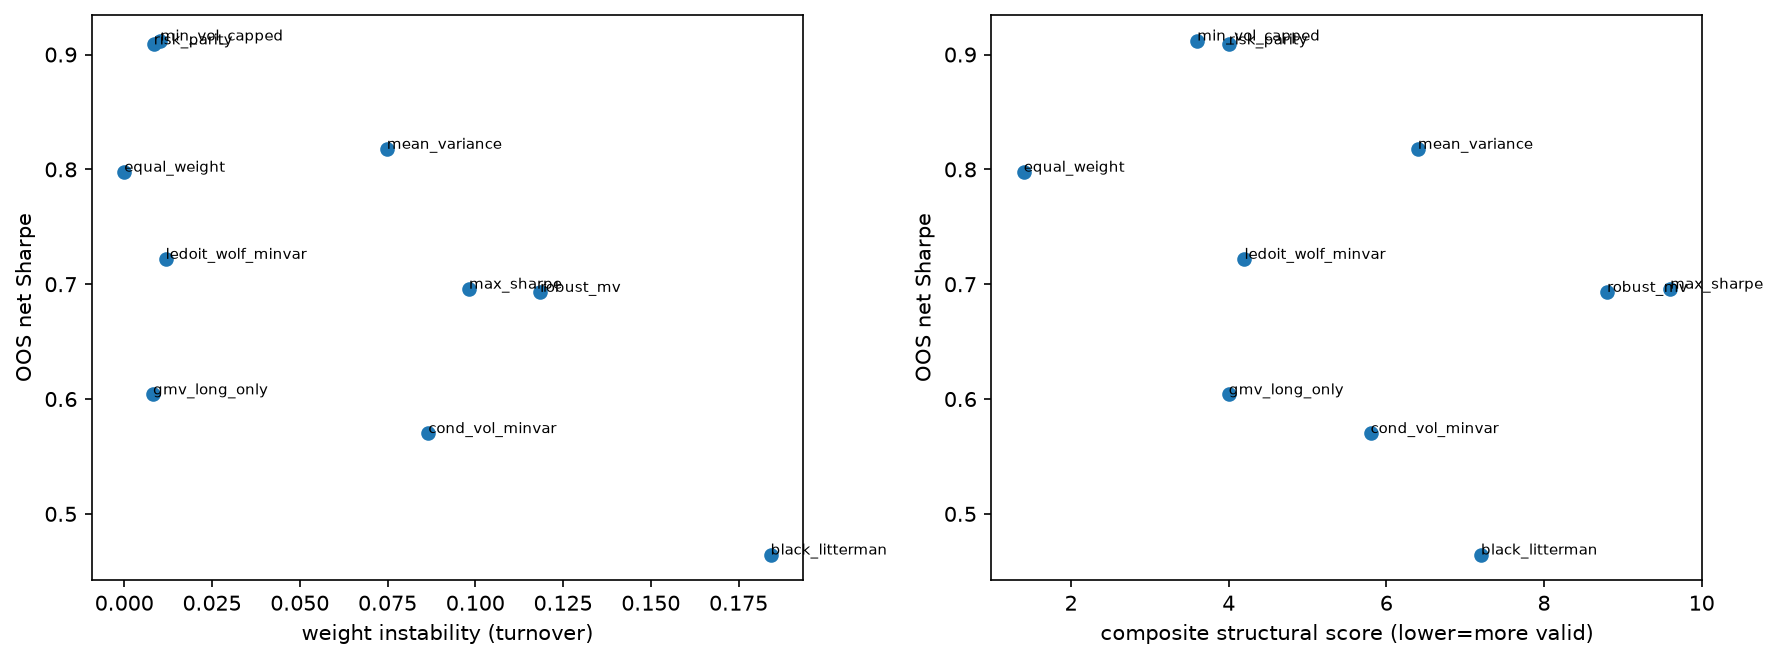 OOS net Sharpe
0.9
0.8
0.7
0.6
0.5
min_vol_capped
risk_parity
mean_variance
equal_weight
ledoit_wolf_minvar
max_sharpe
robust_mv
gmv_long_only
cond_vol_minvar
black_litterman
0.000 0.025 0.050 0.075 0.100 0.125 0.150 0.175
weight instability (turnover)
OOS net Sharpe
0.9
0.8
0.7
0.6
0.5
min_vol_capped
risk_parity
mean_variance
equal_weight
ledoit_wolf_minvar
robust_mv
max_sharpe
gmv_long_only
cond_vol_minvar
black_litterman
2 4 6 8 10
composite structural score (lower=more valid)